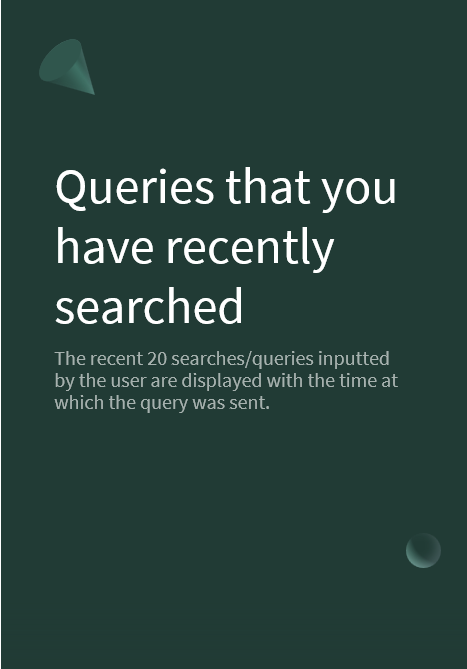 Queries that you
have recently
searched
The recent 20 searches/queries inputted
by the user are displayed with the time at
which the query was sent.